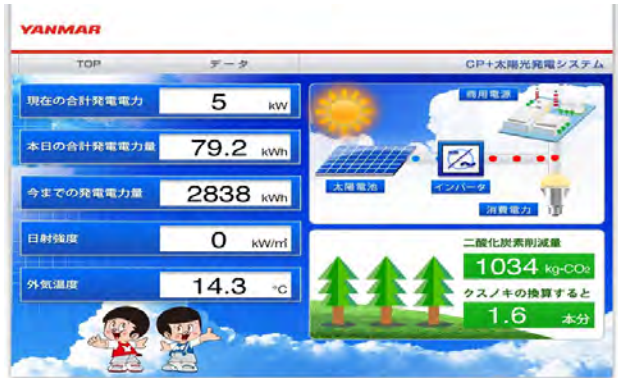 YANMAR
TOP
データ
CP+太陽光発電システム
現在の合計発電電力
5 kW
本日の合計発電電力量
79.2 kWh
今までの発電電力量
2838 kWh
日射強度
0 kW/㎡
外気温度
14.3 ℃
商用電源
太陽電池
インバータ
消費電力
二酸化炭素削減量
1034 kg-CO₂
クスノキの換算すると
1.6 本分